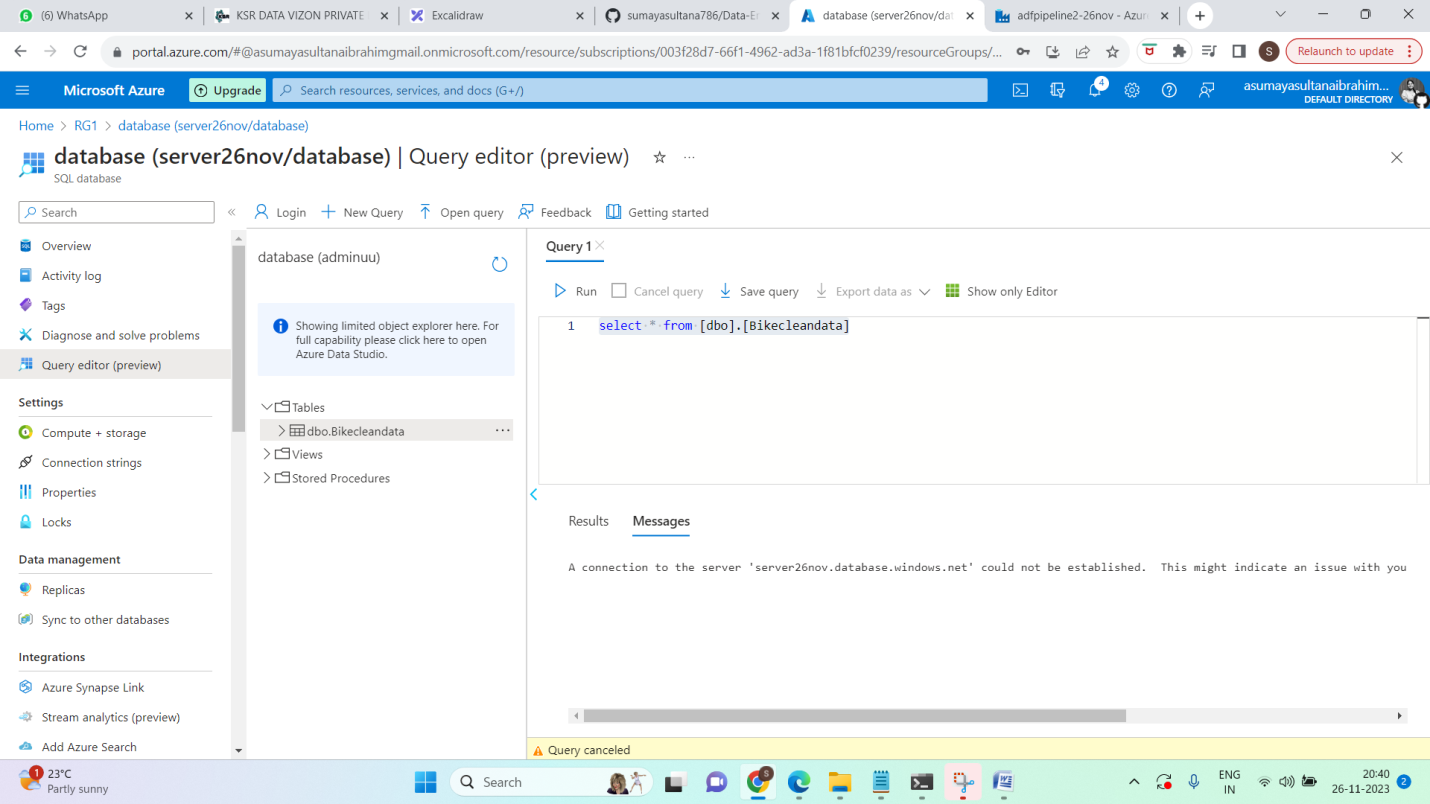 (6) WhatsApp
KSR DATA VIZON PRIVATE
Excalidraw
sumayasultana786/Data-En
database (server26nov/dat
adfpipeline2-26nov - Azur
portal.azure.com/#@asumayasultanaibrahimgmail.onmicrosoft.com/resource/subscriptions/003f28d7-66f1-4962-ad3a-1f81bfcf0239/resourceGroups/...
S
Relaunch to update
Microsoft Azure
Upgrade
Search resources, services, and docs (G+/)
4
asumayasultanaibrahim...
DEFAULT DIRECTORY
Home > RG1 > database (server26nov/database)
database (server26nov/database) | Query editor (preview)
SQL database
Search
Login
New Query
Open query
Feedback
Getting started
Overview
Activity log
Tags
Diagnose and solve problems
Query editor (preview)
Settings
Compute + storage
Connection strings
Properties
Locks
Data management
Replicas
Sync to other databases
Integrations
Azure Synapse Link
Stream analytics (preview)
Add Azure Search
database (adminuu)
Showing limited object explorer here. For
full capability please click here to open
Azure Data Studio.
Tables
dbo.Bikecleandata
Views
Stored Procedures
Query 1
Run
Cancel query
Save query
Export data as
Show only Editor
1 select * from [dbo].[Bikecleandata]
Results
Messages
A connection to the server 'server26nov.database.windows.net' could not be established.  This might indicate an issue with you
Query canceled
1
23°C
Partly sunny
Search
S
ENG
IN
20:40
26-11-2023
2